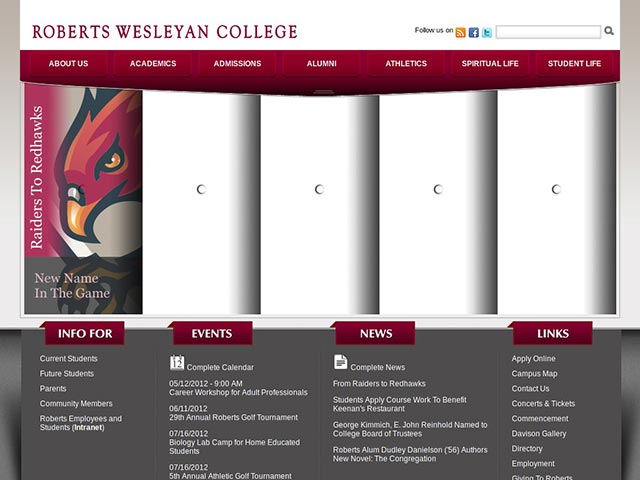 ROBERTS WESLEYAN COLLEGE
Follow us on
ABOUT US
ACADEMICS
ADMISSIONS
ALUMNI
ATHLETICS
SPIRITUAL LIFE
STUDENT LIFE
Raiders To Redhawks
New Name
In The Game
INFO FOR
Current Students
Future Students
Parents
Community Members
Roberts Employees and
Students (Intranet)
EVENTS
12
Complete Calendar
05/12/2012 - 9:00 AM
Career Workshop for Adult Professionals
06/11/2012
29th Annual Roberts Golf Tournament
07/16/2012
Biology Lab Camp for Home Educated
Students
07/16/2012
5th Annual Athletic Golf Tournament
NEWS
Complete News
From Raiders to Redhawks
Students Apply Course Work To Benefit
Keenan's Restaurant
George Kimmich, E. John Reinhold Named to
College Board of Trustees
Roberts Alum Dudley Danielson ('56) Authors
New Novel: The Congregation
LINKS
Apply Online
Campus Map
Contact Us
Concerts & Tickets
Commencement
Davison Gallery
Directory
Employment
Giving To Roberts